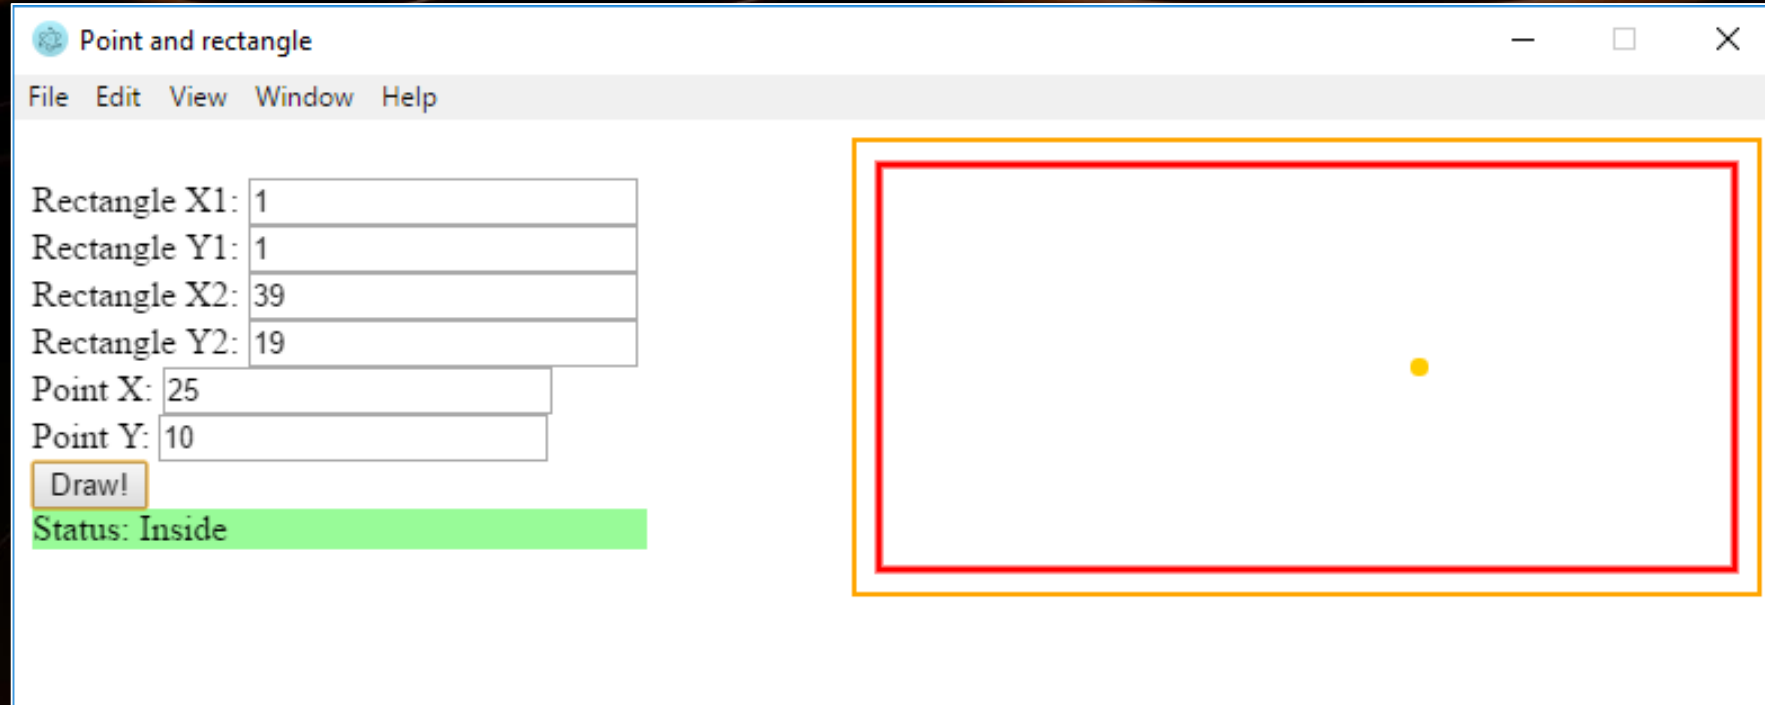 Point and rectangle
File Edit View Window Help
Rectangle X1: 1
Rectangle Y1: 1
Rectangle X2: 39
Rectangle Y2: 19
Point X: 25
Point Y: 10
Draw!
Status: Inside